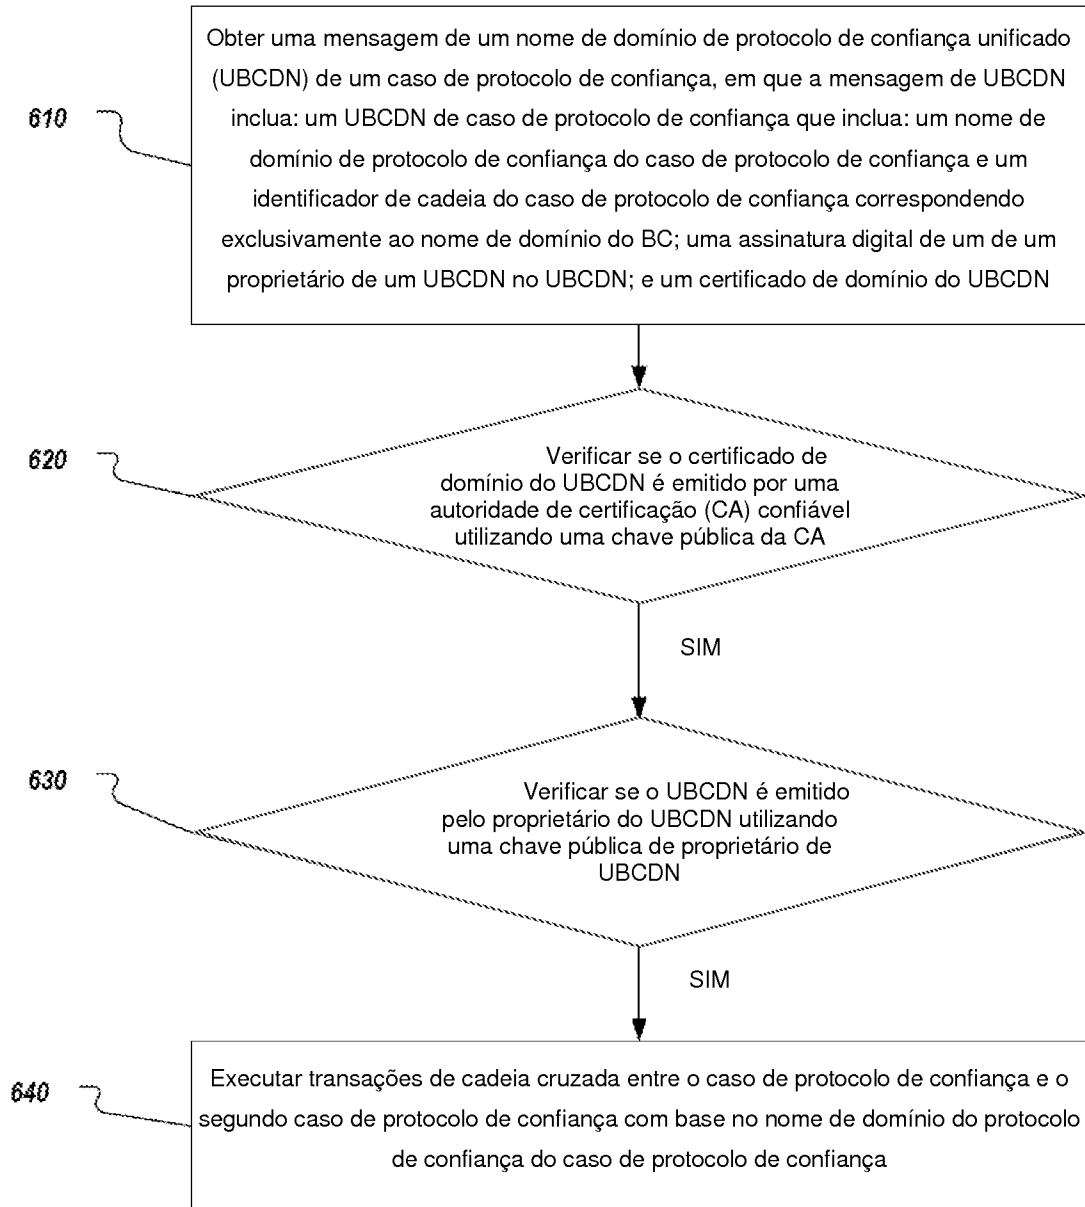 610
Obter uma mensagem de um nome de domínio de protocolo de confiança unificado
(UBCDN) de um caso de protocolo de confiança, em que a mensagem de UBCDN
inclua: um UBCDN de caso de protocolo de confiança que inclua: um nome de
domínio de protocolo de confiança do caso de protocolo de confiança e um
identificador de cadeia do caso de protocolo de confiança correspondendo
exclusivamente ao nome de domínio do BC; uma assinatura digital de um de um
proprietário de um UBCDN no UBCDN; e um certificado de domínio do UBCDN
620
Verificar se o certificado de
domínio do UBCDN é emitido por uma
autoridade de certificação (CA) confiável
utilizando uma chave pública da CA
SIM
630
Verificar se o UBCDN é emitido
pelo proprietário do UBCDN utilizando
uma chave pública de proprietário de
UBCDN
SIM
640
Executar transações de cadeia cruzada entre o caso de protocolo de confiança e o
segundo caso de protocolo de confiança com base no nome de domínio do protocolo
de confiança do caso de protocolo de confiança